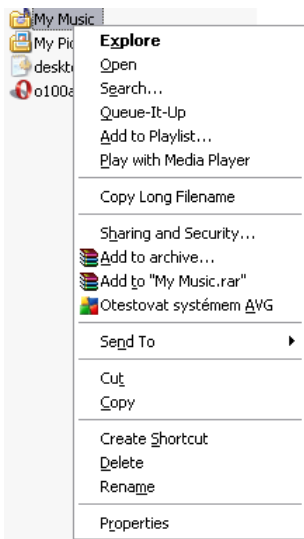 My Music
My Pic
deskt
o100a
Explore
Open
Search...
Queue-It-Up
Add to Playlist...
Play with Media Player
Copy Long Filename
Sharing and Security...
Add to archive...
Add to "My Music.rar"
Otestovat systémem AVG
Send To
Cut
Copy
Create Shortcut
Delete
Rename
Properties